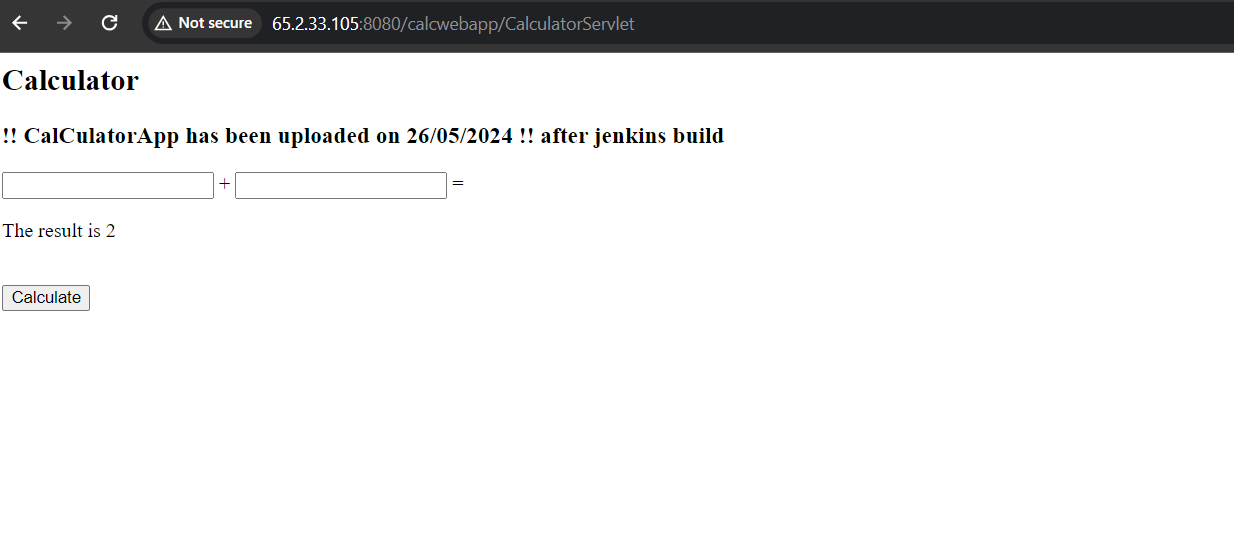 Not secure 65.2.33.105:8080/calcwebapp/CalculatorServlet
Calculator
!! CalCulatorApp has been uploaded on 26/05/2024 !! after jenkins build
+ =
The result is 2
Calculate